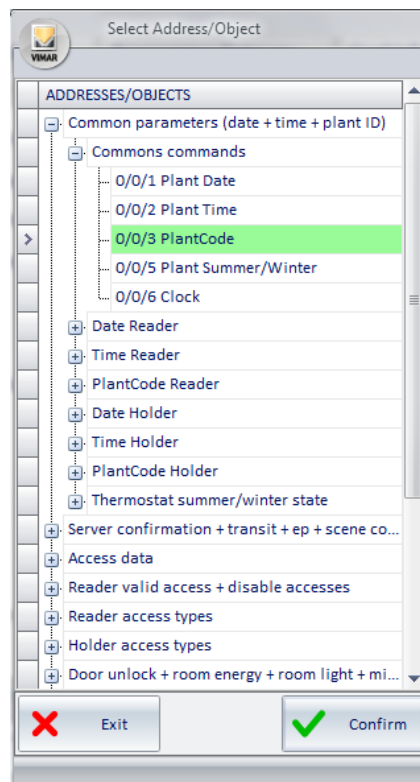 Select Address/Object
VIMAR
ADDRESSES/OBJECTS
Common parameters (date + time + plant ID)
Commons commands
0/0/1 Plant Date
0/0/2 Plant Time
0/0/3 PlantCode
0/0/5 Plant Summer/Winter
0/0/6 Clock
Date Reader
Time Reader
PlantCode Reader
Date Holder
Time Holder
PlantCode Holder
Thermostat summer/winter state
Server confirmation + transit + ep + scene co...
Access data
Reader valid access + disable accesses
Reader access types
Holder access types
Door unlock + room energy + room light + mi...
Exit
Confirm